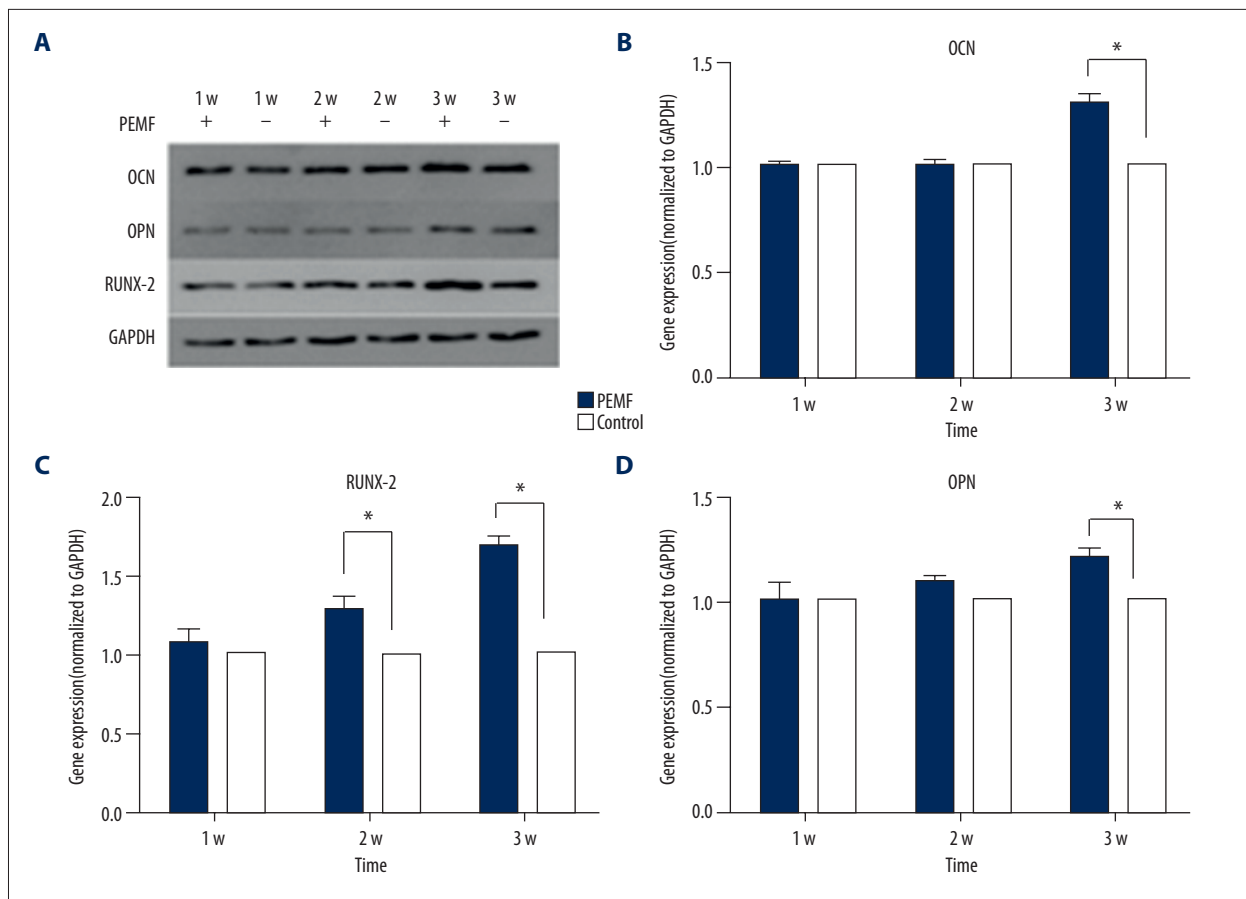 A
1 w 1 w 2 w 2 w 3 w 3 w
PEMF + – + – + –
OCN
OPN
RUNX-2
GAPDH
PEMF
Control
B
OCN
*
Gene expression(normalized to GAPDH)
1.5
1.0
0.5
0.0
1 w 2 w 3 w
Time
C
RUNX-2
*
*
Gene expression(normalized to GAPDH)
2.0
1.5
1.0
0.5
0.0
1 w 2 w 3 w
Time
D
OPN
*
Gene expression(normalized to GAPDH)
1.5
1.0
0.5
0.0
1 w 2 w 3 w
Time